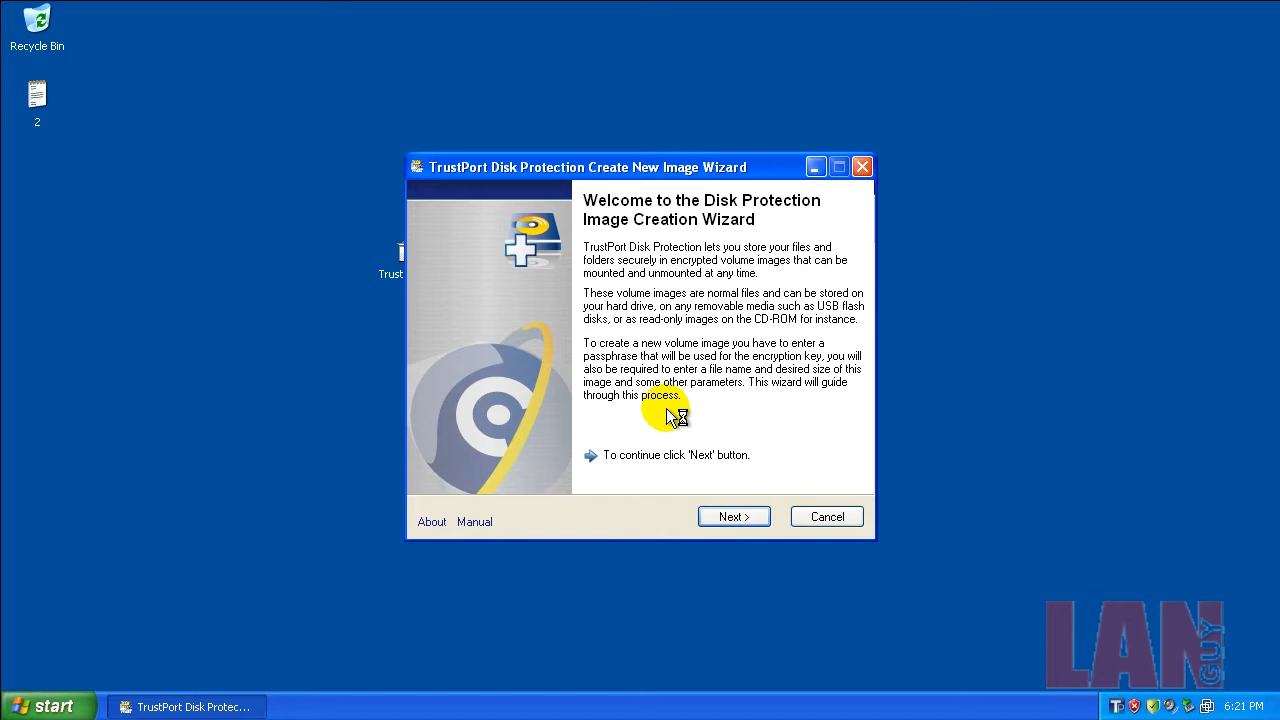 Recycle Bin
2
Trust
TrustPort Disk Protection Create New Image Wizard
Welcome to the Disk Protection
Image Creation Wizard
TrustPort Disk Protection lets you store your files and
folders securely in encrypted volume images that can be
mounted and unmounted at any time.
These volume images are normal files and can be stored on
your hard drive, on any removable media such as USB flash
disks, or as read-only images on the CD-ROM for instance.
To create a new volume image you have to enter a
passphrase that will be used for the encryption key, you will
also be required to enter a file name and desired size of this
image and some other parameters. This wizard will guide
through this process.
To continue click 'Next' button.
About Manual
Next > Cancel
LAN GUY
start
TrustPort Disk Protec...
6:21 PM